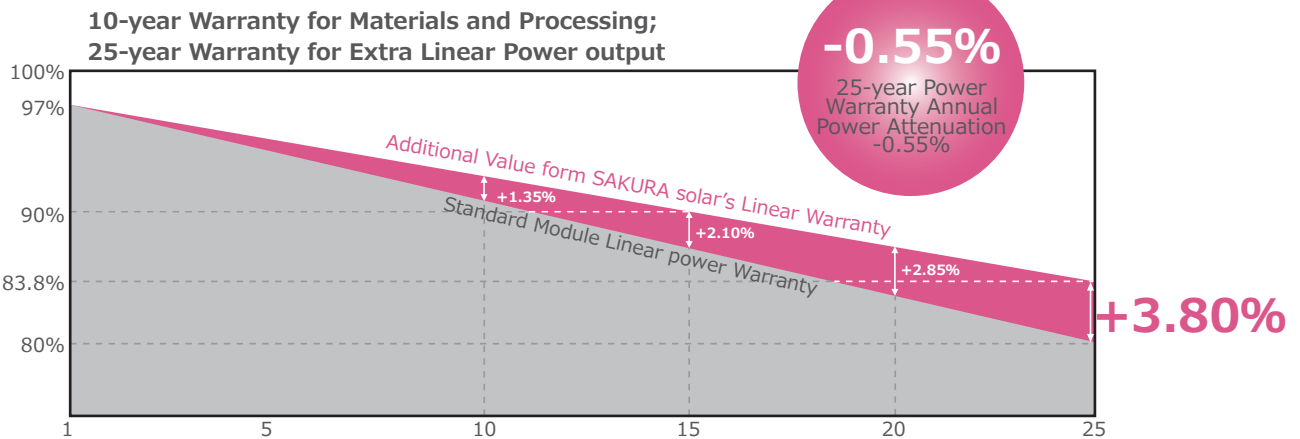 10-year Warranty for Materials and Processing;
25-year Warranty for Extra Linear Power output
-0.55%
25-year Power
Warranty Annual
Power Attenuation
-0.55%
100%
97%
90%
83.8%
80%
Additional Value form SAKURA solar's Linear Warranty
Standard Module Linear power Warranty
+1.35%
+2.10%
+2.85%
+3.80%
1
5
10
15
20
25